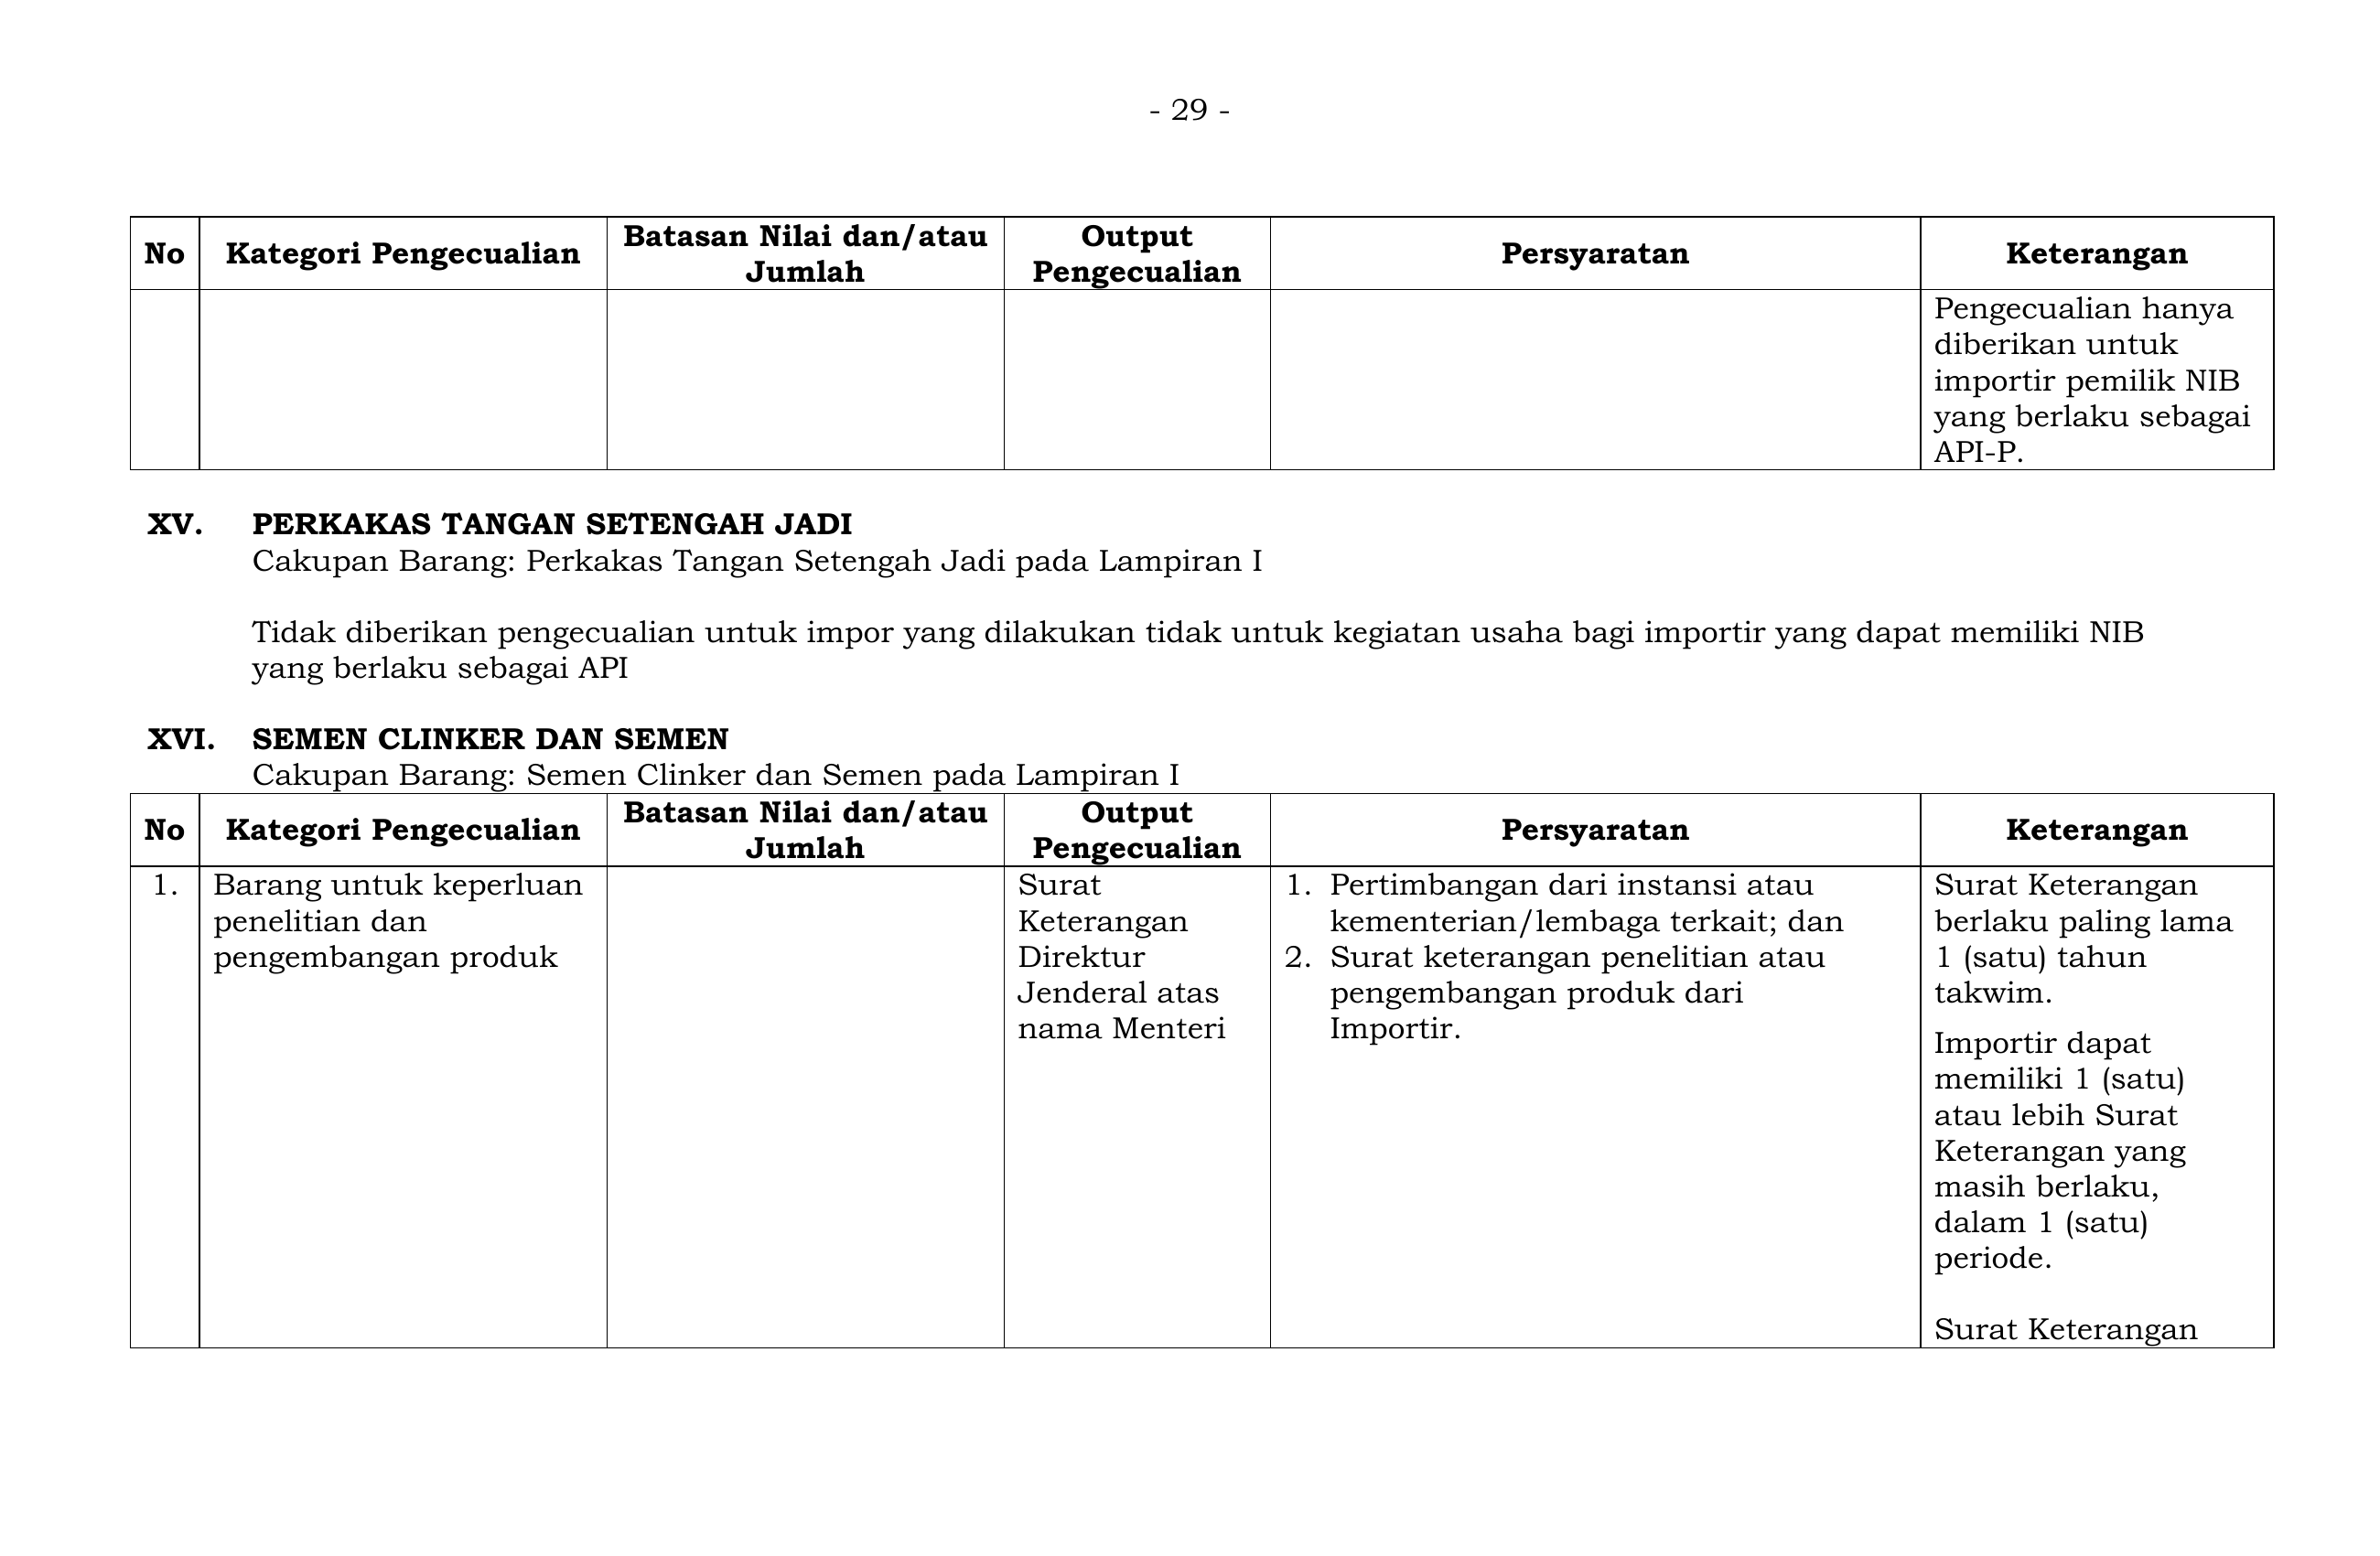 - 29 -
No
Kategori Pengecualian
Batasan Nilai dan/atau
Jumlah
Output
Pengecualian
Persyaratan
Keterangan
Pengecualian hanya
diberikan untuk
importir pemilik NIB
yang berlaku sebagai
API-P.
XV. PERKAKAS TANGAN SETENGAH JADI
Cakupan Barang: Perkakas Tangan Setengah Jadi pada Lampiran I
Tidak diberikan pengecualian untuk impor yang dilakukan tidak untuk kegiatan usaha bagi importir yang dapat memiliki NIB
yang berlaku sebagai API
XVI. SEMEN CLINKER DAN SEMEN
Cakupan Barang: Semen Clinker dan Semen pada Lampiran I
No
Kategori Pengecualian
Batasan Nilai dan/atau
Jumlah
Output
Pengecualian
Persyaratan
Keterangan
1.
Barang untuk keperluan
penelitian dan
pengembangan produk
Surat
Keterangan
Direktur
Jenderal atas
nama Menteri
1. Pertimbangan dari instansi atau
kementerian/lembaga terkait; dan
2. Surat keterangan penelitian atau
pengembangan produk dari
Importir.
Surat Keterangan
berlaku paling lama
1 (satu) tahun
takwim.
Importir dapat
memiliki 1 (satu)
atau lebih Surat
Keterangan yang
masih berlaku,
dalam 1 (satu)
periode.
Surat Keterangan